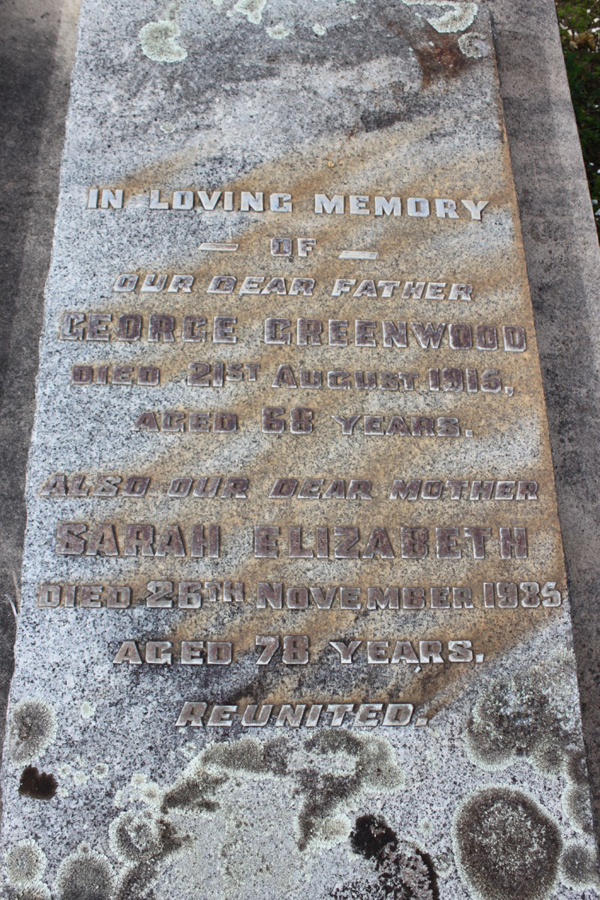 IN LOVING MEMORY
— OF —
OUR DEAR FATHER
GEORGE GREENWOOD
DIED 21ST AUGUST 1915,
AGED 68 YEARS.
ALSO OUR DEAR MOTHER
SARAH ELIZABETH
DIED 26TH NOVEMBER 1935
AGED 78 YEARS.
REUNITED.